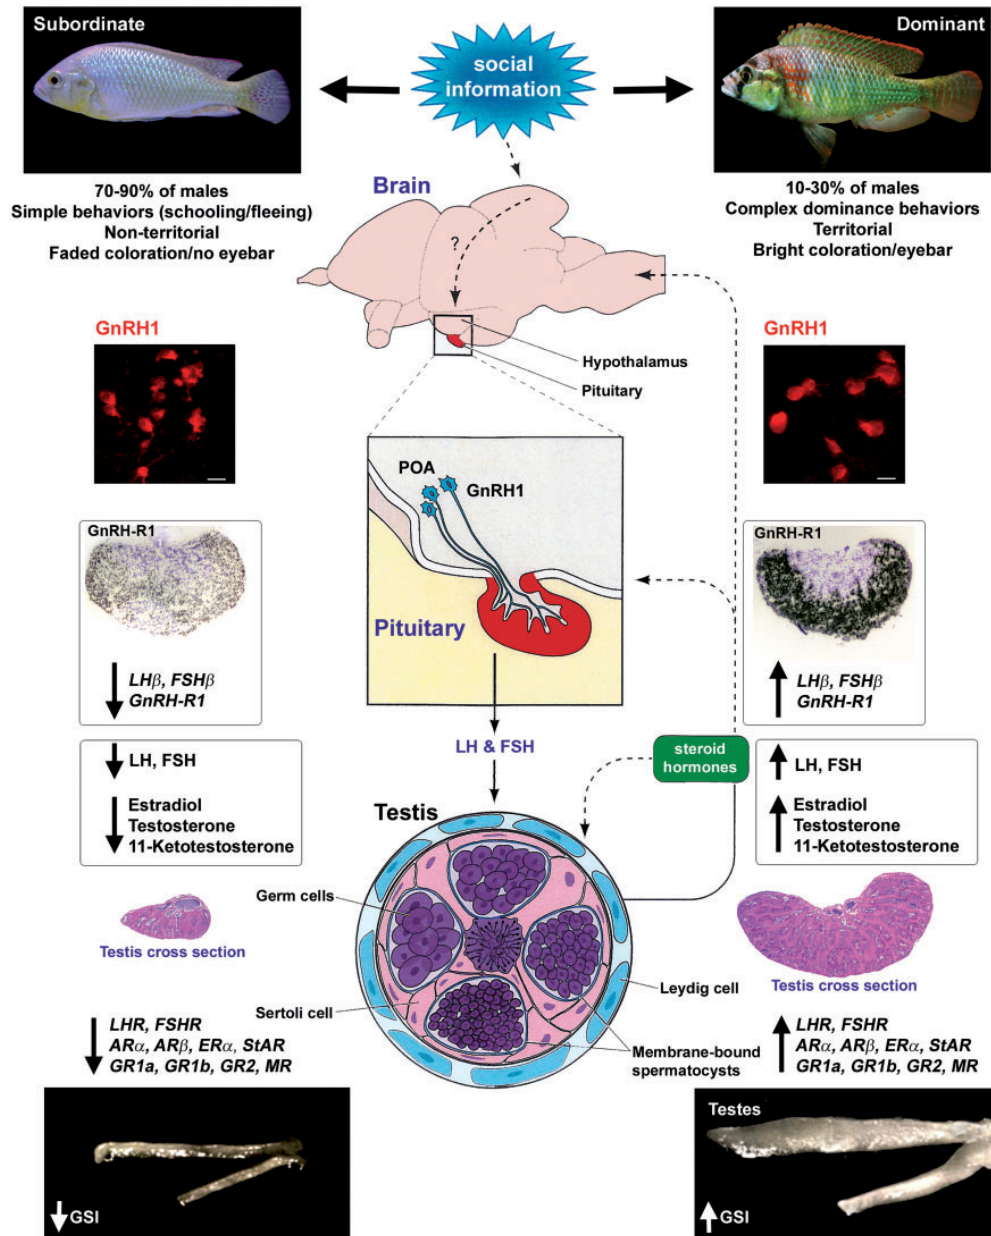 Subordinate
social
information
Dominant
70-90% of males
Simple behaviors (schooling/fleeing)
Non-territorial
Faded coloration/no eyebar
Brain
10-30% of males
Complex dominance behaviors
Territorial
Bright coloration/eyebar
?
GnRH1
Hypothalamus
Pituitary
GnRH1
POA
GnRH1
Pituitary
GnRH-R1
LHβ, FSHβ
GnRH-R1
GnRH-R1
LHβ, FSHβ
GnRH-R1
LH & FSH
steroid
hormones
LH, FSH
Estradiol
Testosterone
11-Ketotestosterone
LH, FSH
Estradiol
Testosterone
11-Ketotestosterone
Testis
Germ cells
Sertoli cell
Leydig cell
Membrane-bound
spermatocysts
Testis cross section
Testis cross section
LHR, FSHR
ARα, ARβ, ERα, StAR
GR1a, GR1b, GR2, MR
LHR, FSHR
ARα, ARβ, ERα, StAR
GR1a, GR1b, GR2, MR
GSI
Testes
GSI